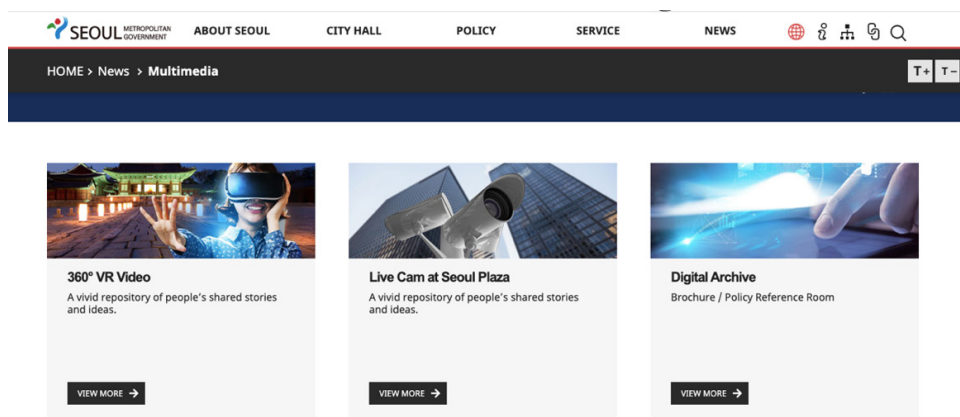 SEOUL METROPOLITAN GOVERNMENT ABOUT SEOUL CITY HALL POLICY SERVICE NEWS
HOME > News > Multimedia T+ T-
360° VR Video
A vivid repository of people's shared stories
and ideas.
VIEW MORE →
Live Cam at Seoul Plaza
A vivid repository of people's shared stories
and ideas.
VIEW MORE →
Digital Archive
Brochure / Policy Reference Room
VIEW MORE →